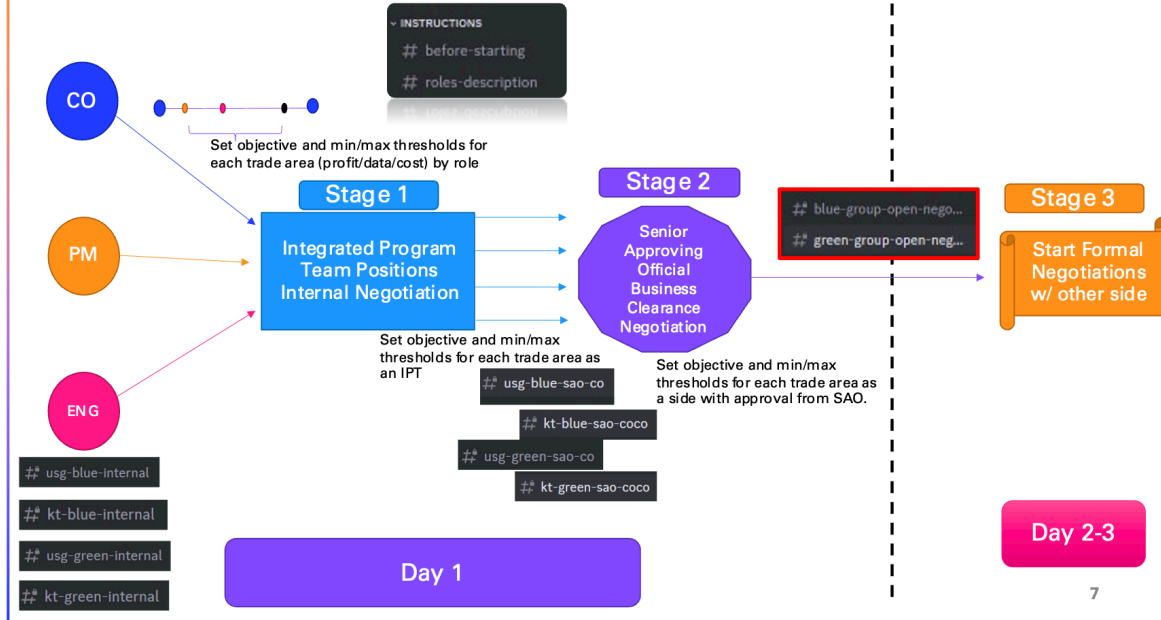 INSTRUCTIONS
# before-starting
# roles-description
CO
Set objective and min/max thresholds for
each trade area (profit/data/cost) by role
Stage 1
Stage 2
Stage 3
# blue-group-open-nego...
# green-group-open-neg...
PM
Integrated Program
Team Positions
Internal Negotiation
Senior
Approving
Official
Business
Clearance
Negotiation
Start Formal
Negotiations
w/ other side
Set objective and min/max
thresholds for each trade area as
an IPT
Set objective and min/max
thresholds for each trade area as
a side with approval from SAO.
ENG
# usg-blue-sao-co
# kt-blue-sao-coco
# usg-green-sao-co
# kt-green-sao-coco
# usg-blue-internal
# kt-blue-internal
# usg-green-internal
# kt-green-internal
Day 1
Day 2-3
7